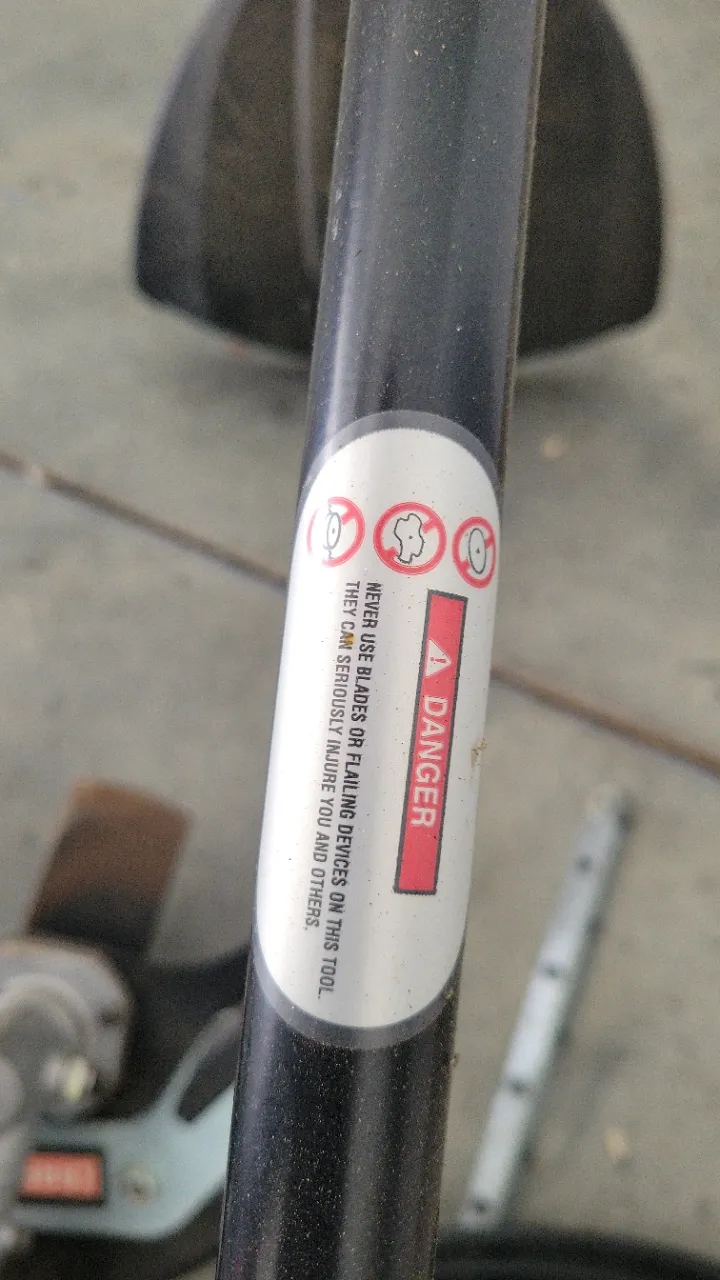 DANGER
NEVER USE BLADES OR FLAILING DEVICES ON THIS TOOL.
THEY CAN SERIOUSLY INJURE YOU AND OTHERS.